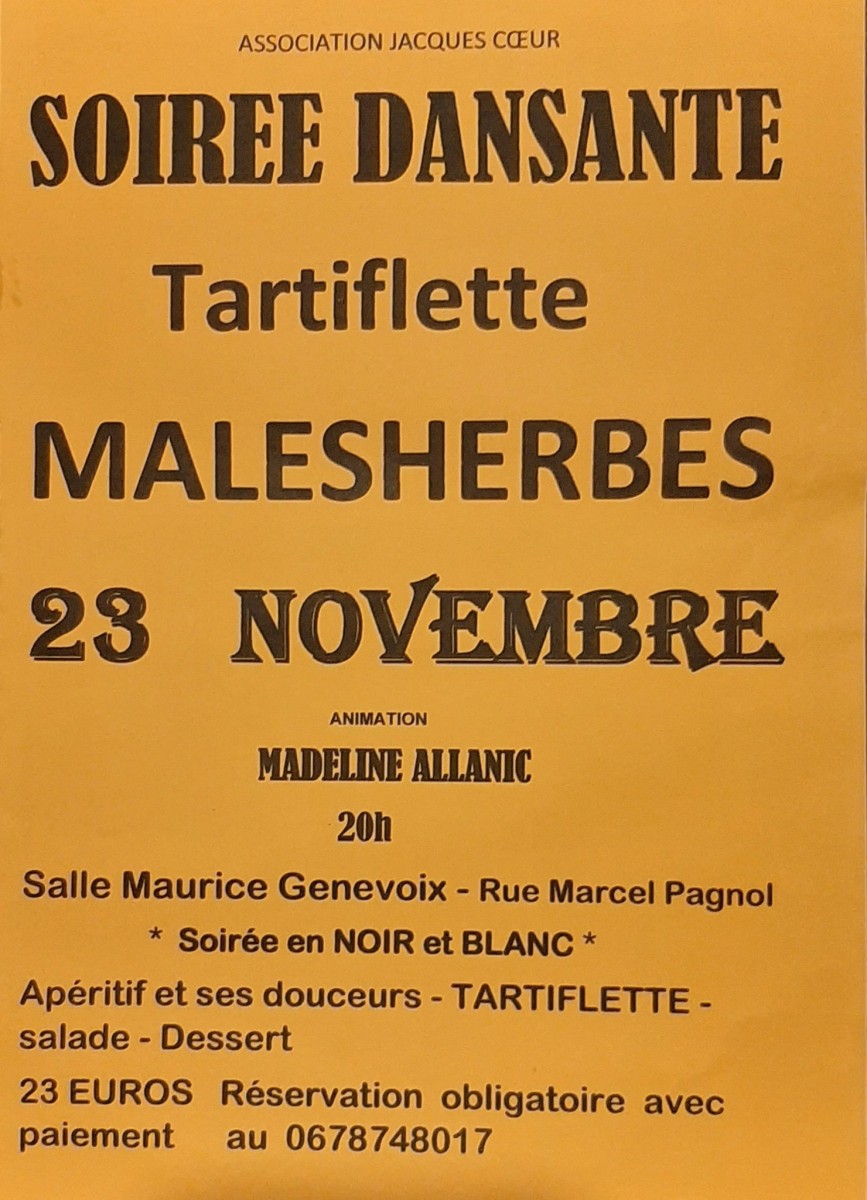 ASSOCIATION JACQUES CŒUR
SOIREE DANSANTE
Tartiflette
MALESHERBES
23 NOVEMBRE
ANIMATION
MADELINE ALLANIC
20h
Salle Maurice Genevoix - Rue Marcel Pagnol
* Soirée en NOIR et BLANC *
Apéritif et ses douceurs - TARTIFLETTE -
salade - Dessert
23 EUROS Réservation obligatoire avec
paiement au 0678748017